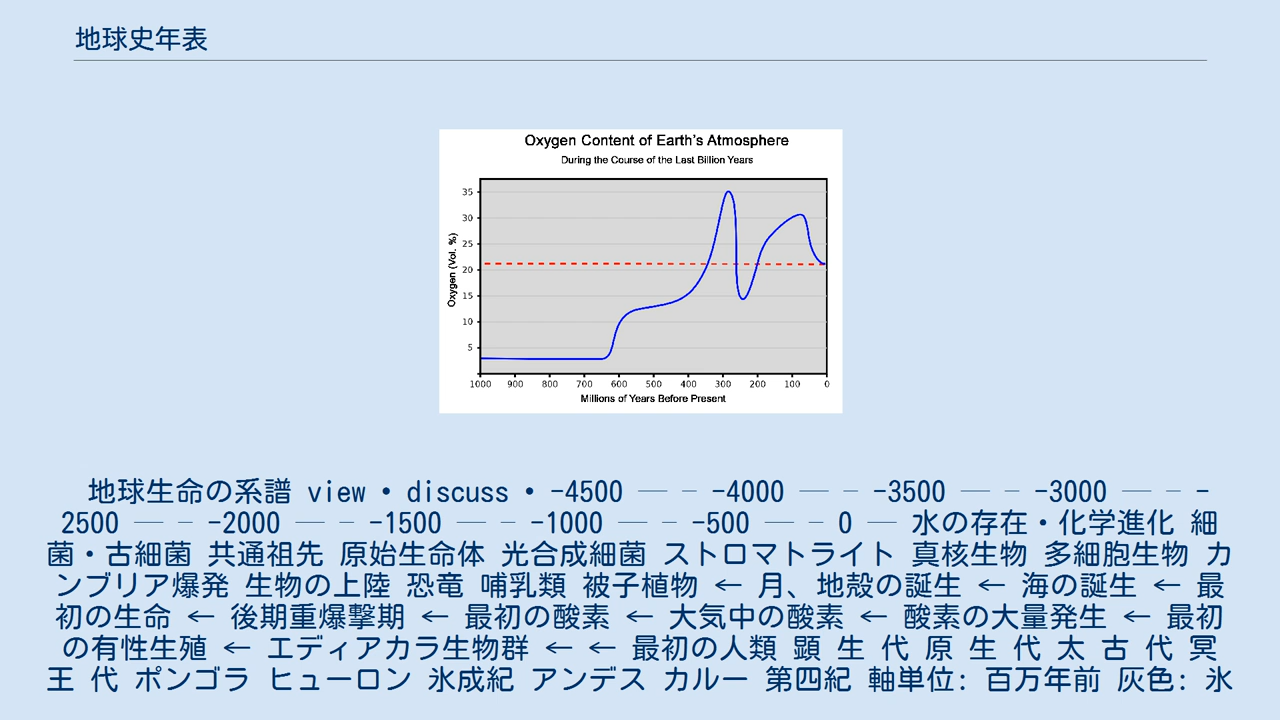 地球史年表
Oxygen Content of Earth's Atmosphere
During the Course of the Last Billion Years
Oxygen (Vol. %)
35
30
25
20
15
10
5
1000 900 800 700 600 500 400 300 200 100 0
Millions of Years Before Present
地球生命の系譜 view • discuss • -4500 — – -4000 — – -3500 — – -3000 — – -
2500 — – -2000 — – -1500 — – -1000 — – -500 — – 0 — 水の存在・化学進化 細
菌・古細菌 共通祖先 原始生命体 光合成細菌 ストロマトライト 真核生物 多細胞生物 カ
ンブリア爆発 生物の上陸 恐竜 哺乳類 被子植物 ← 月、地殻の誕生 ← 海の誕生 ← 最
初の生命 ← 後期重爆撃期 ← 最初の酸素 ← 大気中の酸素 ← 酸素の大量発生 ← 最初
の有性生殖 ← エディアカラ生物群 ← ← 最初の人類 顕 生 代 原 生 代 太 古 代 冥
王 代 ポンゴラ ヒューロン 氷成紀 アンデス カルー 第四紀 軸単位: 百万年前 灰色: 氷